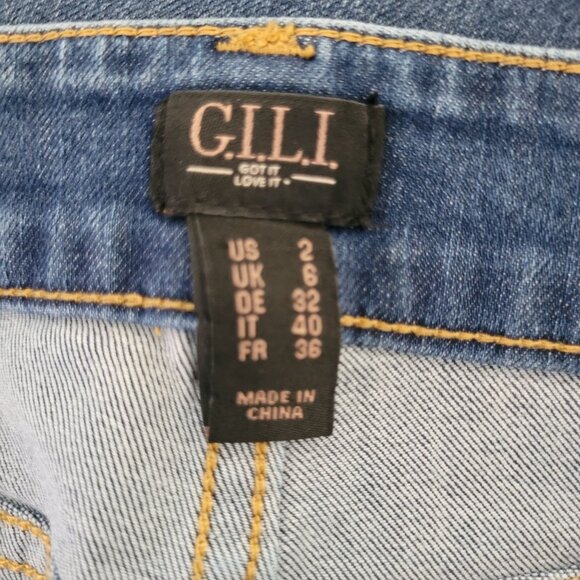 G.I.L.I.
GOT IT
LOVE IT
US 2
UK 6
DE 32
IT 40
FR 36
MADE IN
CHINA